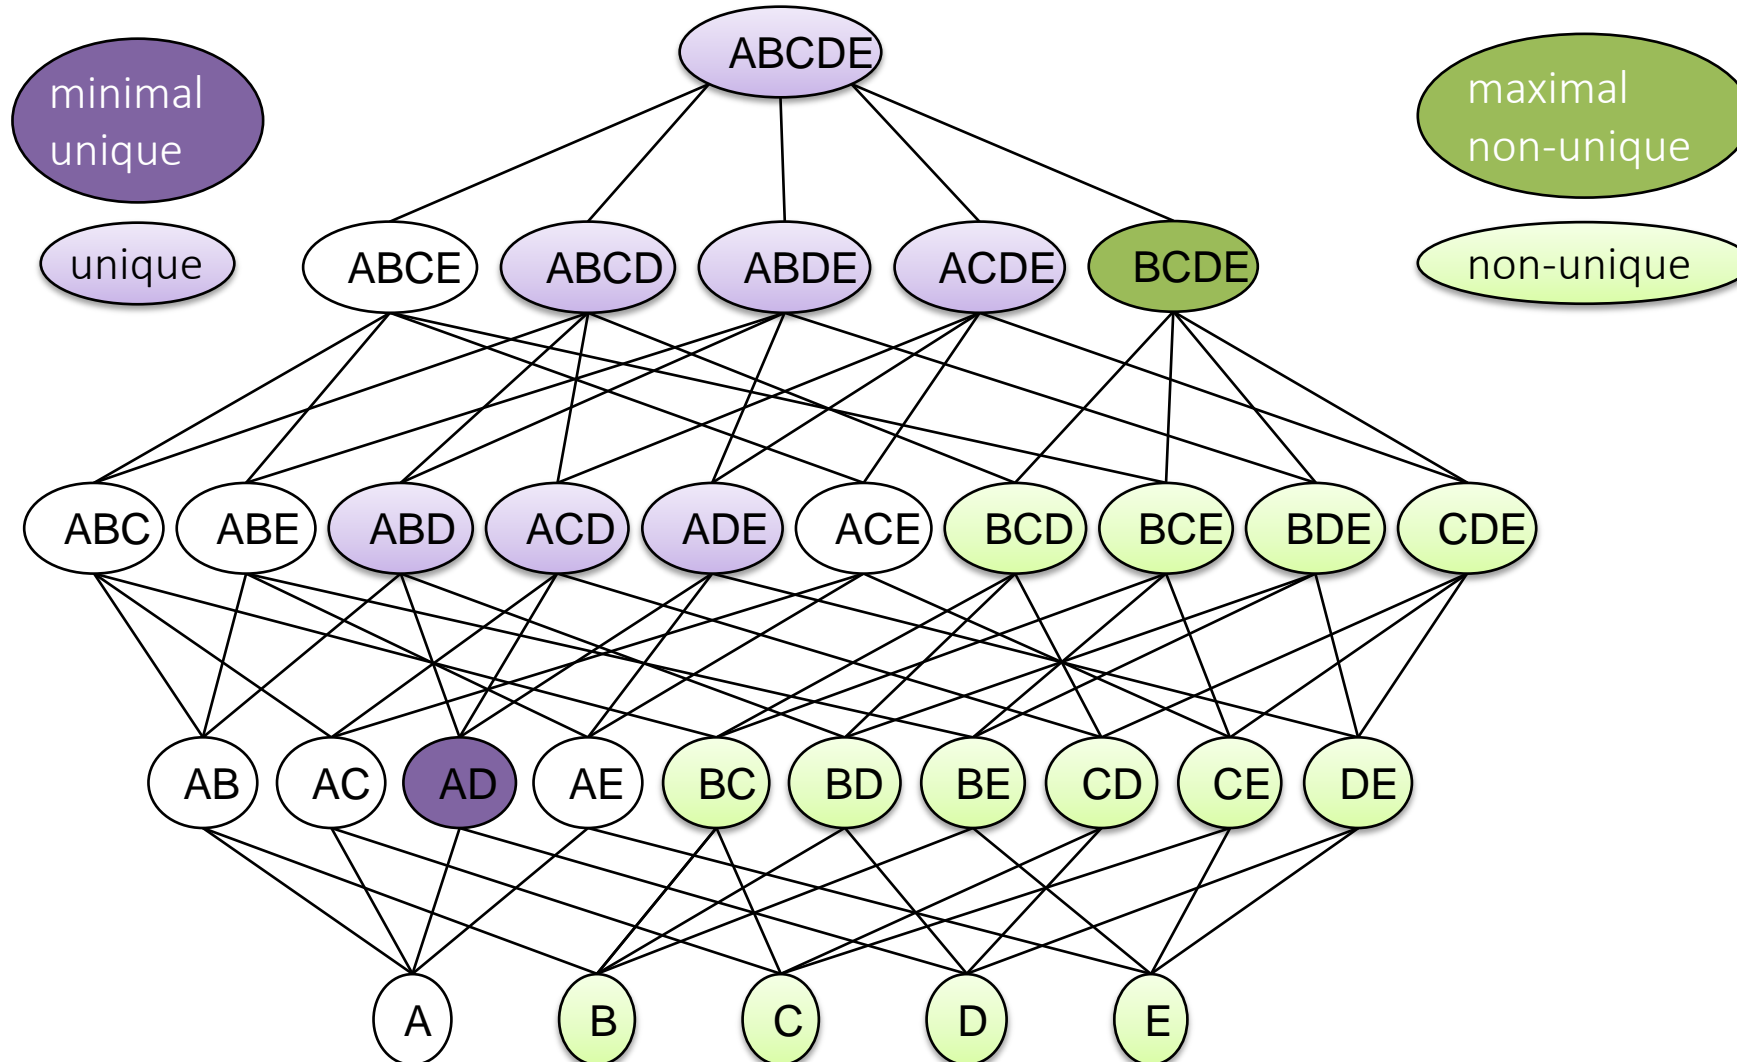 ABCDE
minimal
unique
maximal
non-unique
unique
ABCE ABCD ABDE ACDE BCDE
non-unique
ABC ABE ABD ACD ADE ACE BCD BCE BDE CDE
AB AC AD AE BC BD BE CD CE DE
A B C D E